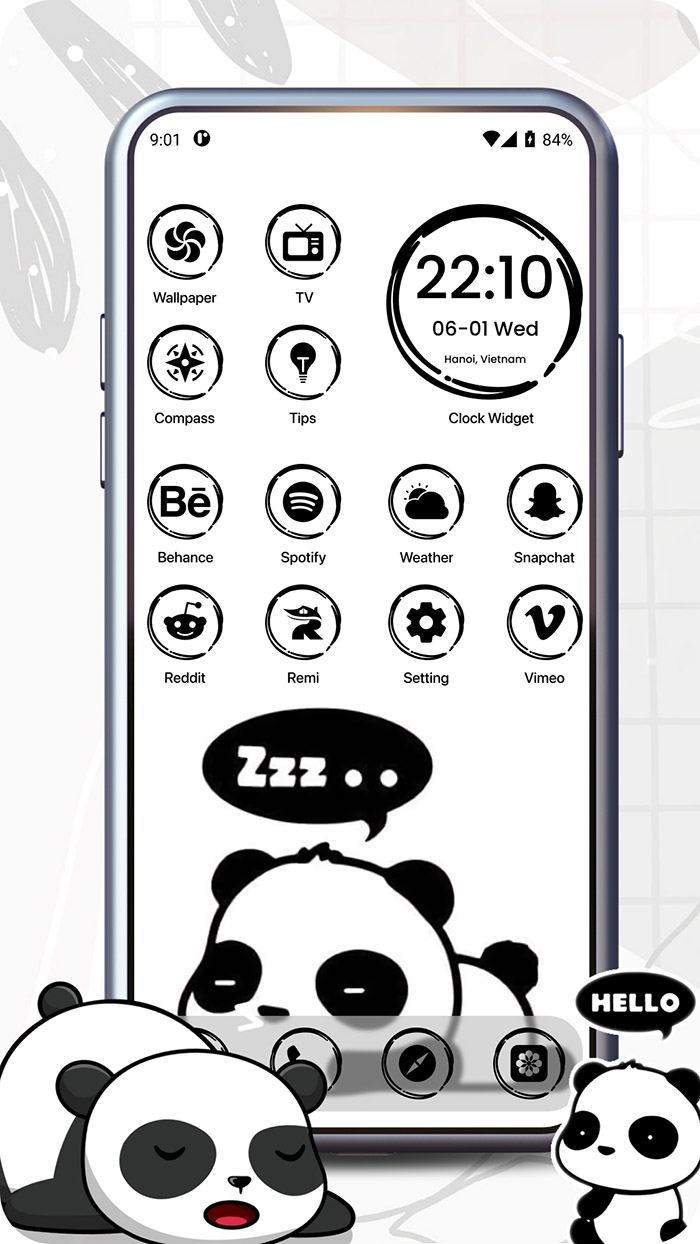 9:01
84%
22:10
06-01 Wed
Hanoi, Vietnam
Wallpaper
TV
Compass
T
Tips
Clock Widget
Bē
Behance
Spotify
Weather
Snapchat
Reddit
Remi
Setting
Vimeo
Zzz..
HELLO